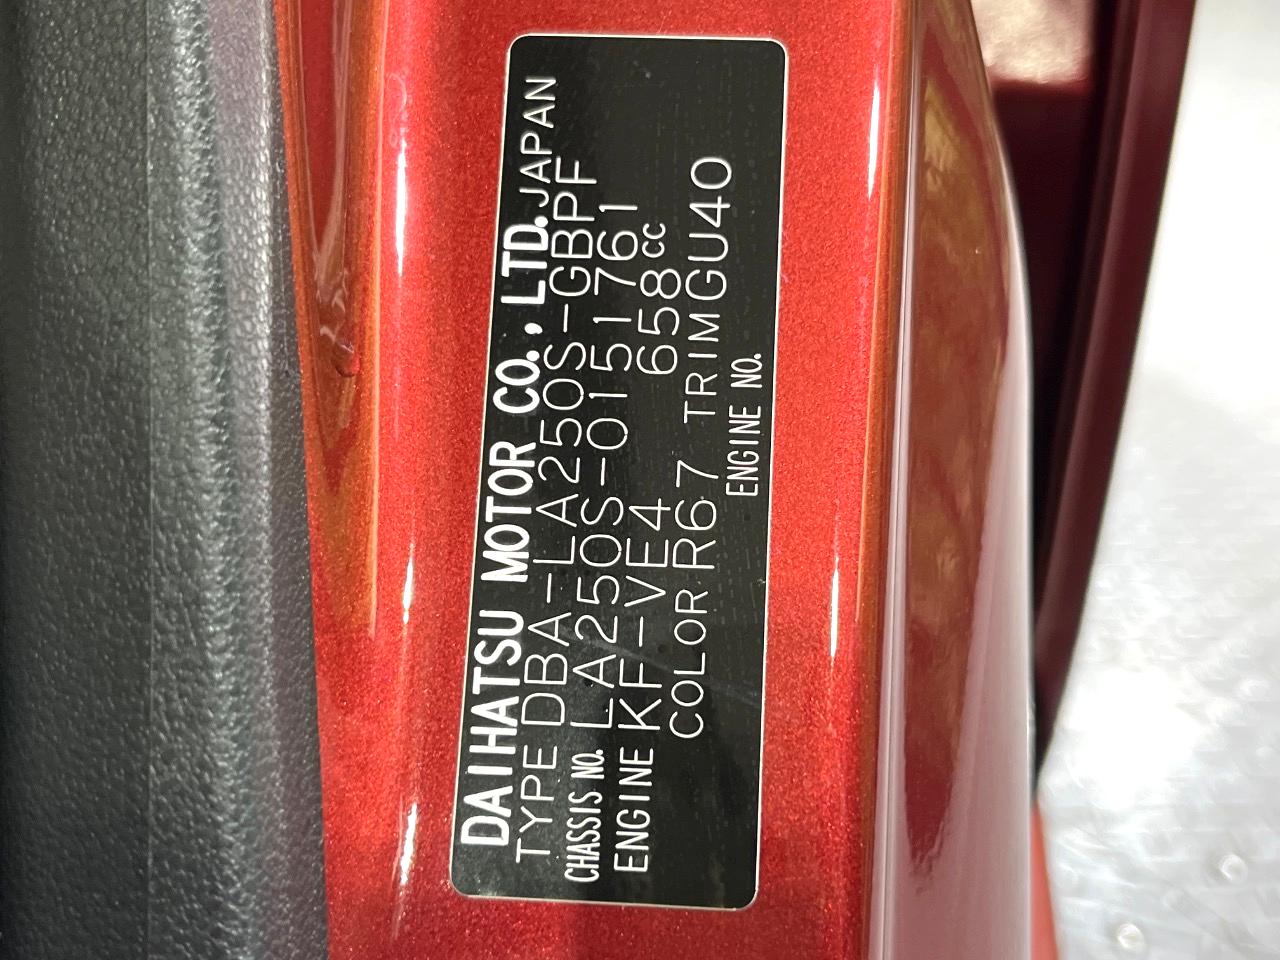 DAIHATSU MOTOR CO., LTD. JAPAN
TYPE DBA-LA250S-GBPF
CHASSIS NO. LA250S-0151761
ENGINE KF-VE4 658cc
COLOR R67 TRIM GU40
ENGINE NO.